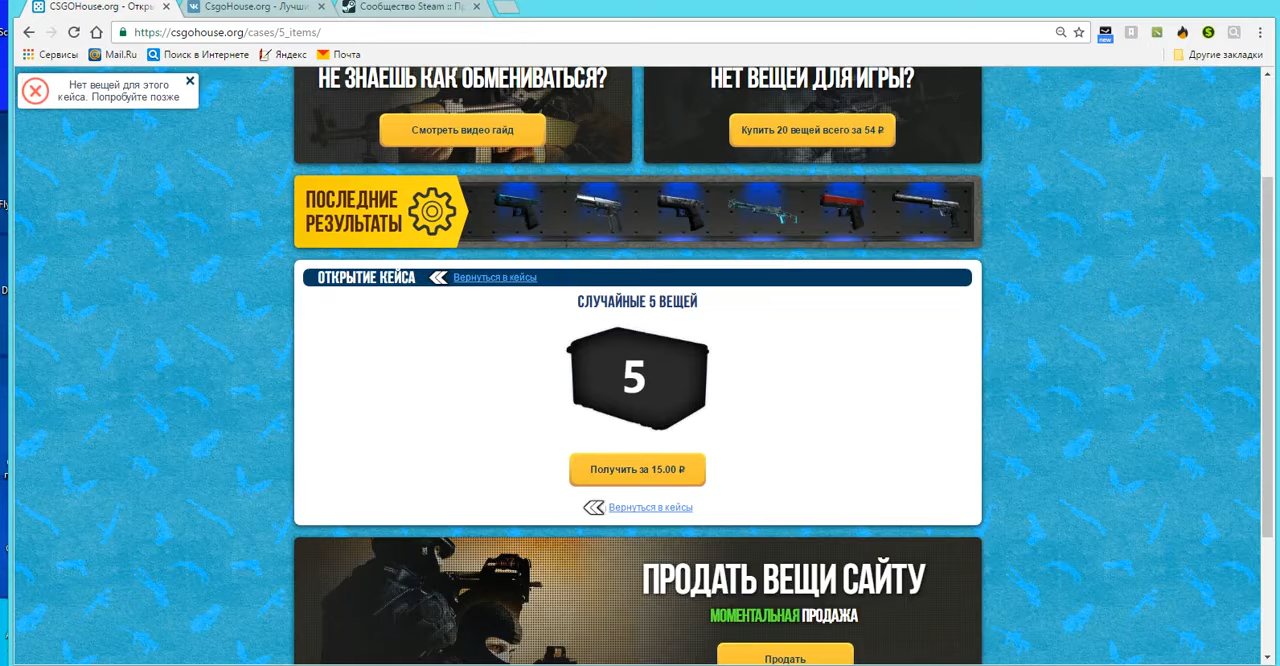 CSGOHouse.org - Откры
CsgoHouse.org - Лучши
Сообщество Steam :: Пр
https://csgohouse.org/cases/5_items/
new
Сервисы
Mail.Ru
Поиск в Интернете
Яндекс
Почта
Другие закладки
Нет вещей для этого
кейса. Попробуйте позже
НЕ ЗНАЕШЬ КАК ОБМЕНИВАТЬСЯ?
НЕТ ВЕЩЕЙ ДЛЯ ИГРЫ?
Смотреть видео гайд
Купить 20 вещей всего за 54 ₽
ПОСЛЕДНИЕ
РЕЗУЛЬТАТЫ
ОТКРЫТИЕ КЕЙСА
Вернуться в кейсы
СЛУЧАЙНЫЕ 5 ВЕЩЕЙ
5
Получить за 15.00 ₽
Вернуться в кейсы
ПРОДАТЬ ВЕЩИ САЙТУ
МОМЕНТАЛЬНАЯ ПРОДАЖА
Продать